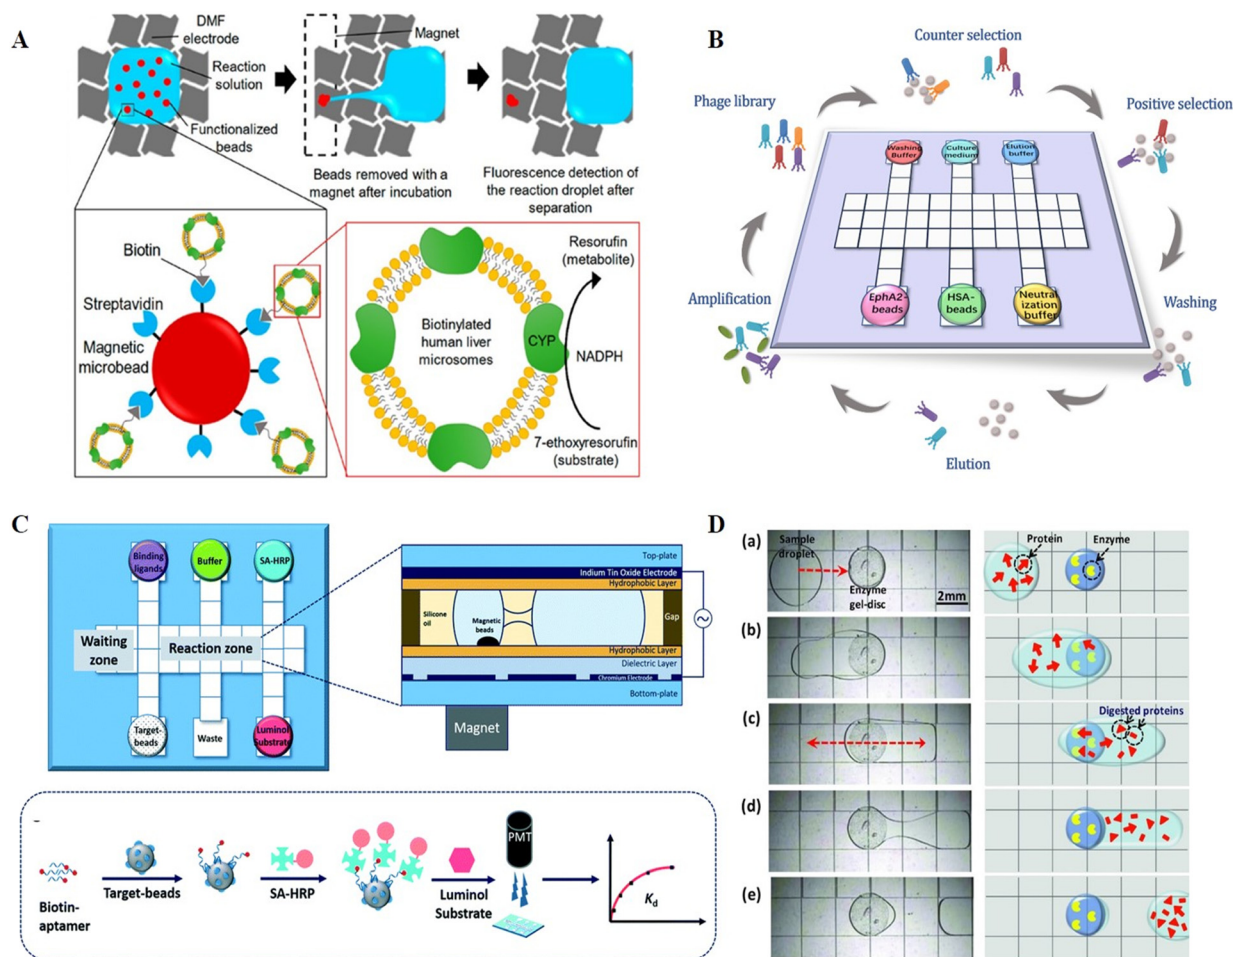 A
DMF
electrode
Reaction
solution
Functionalized
beads
Magnet
Beads removed with a
magnet after incubation
Fluorescence detection of
the reaction droplet after
separation
Biotin
Streptavidin
Magnetic
microbead
Biotinylated
human liver
microsomes
CYP
Resorufin
(metabolite)
NADPH
7-ethoxyresorufin
(substrate)
B
Counter selection
Phage library
Positive selection
Washing
Buffer
Culture
medium
Elution
buffer
EphA2-
beads
HSA-
beads
Neutral
ization
buffer
Amplification
Washing
Elution
C
Binding
ligands
Buffer
SA-HRP
Waiting
zone
Reaction zone
Target-
beads
Waste
Luminol
Substrate
Top-plate
Indium Tin Oxide Electrode
Hydrophobic Layer
Silicone
oil
Magnetic
beads
Gap
Hydrophobic Layer
Dielectric Layer
Chromium Electrode
Bottom-plate
Magnet
Biotin-
aptamer
Target-beads
SA-HRP
Luminol
Substrate
PMT
Kd
D
(a)
Sample
droplet
Enzyme
gel-disc
2mm
Protein
Enzyme
(b)
(c)
Digested proteins
(d)
(e)